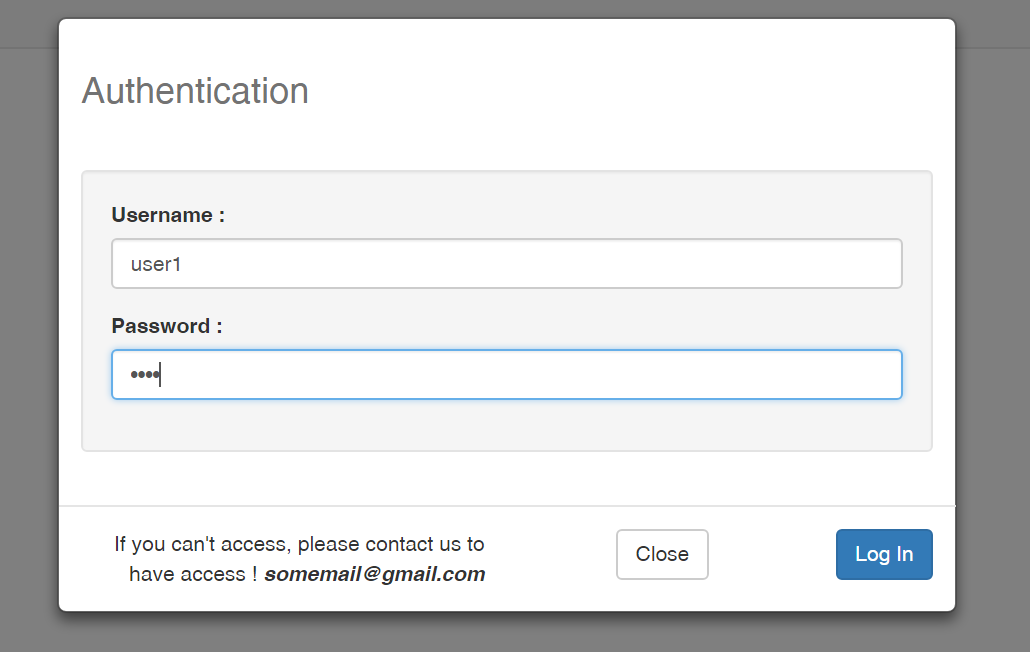 Authentication
Username :
user1
Password :
••••
If you can't access, please contact us to
have access ! somemail@gmail.com
Close
Log In